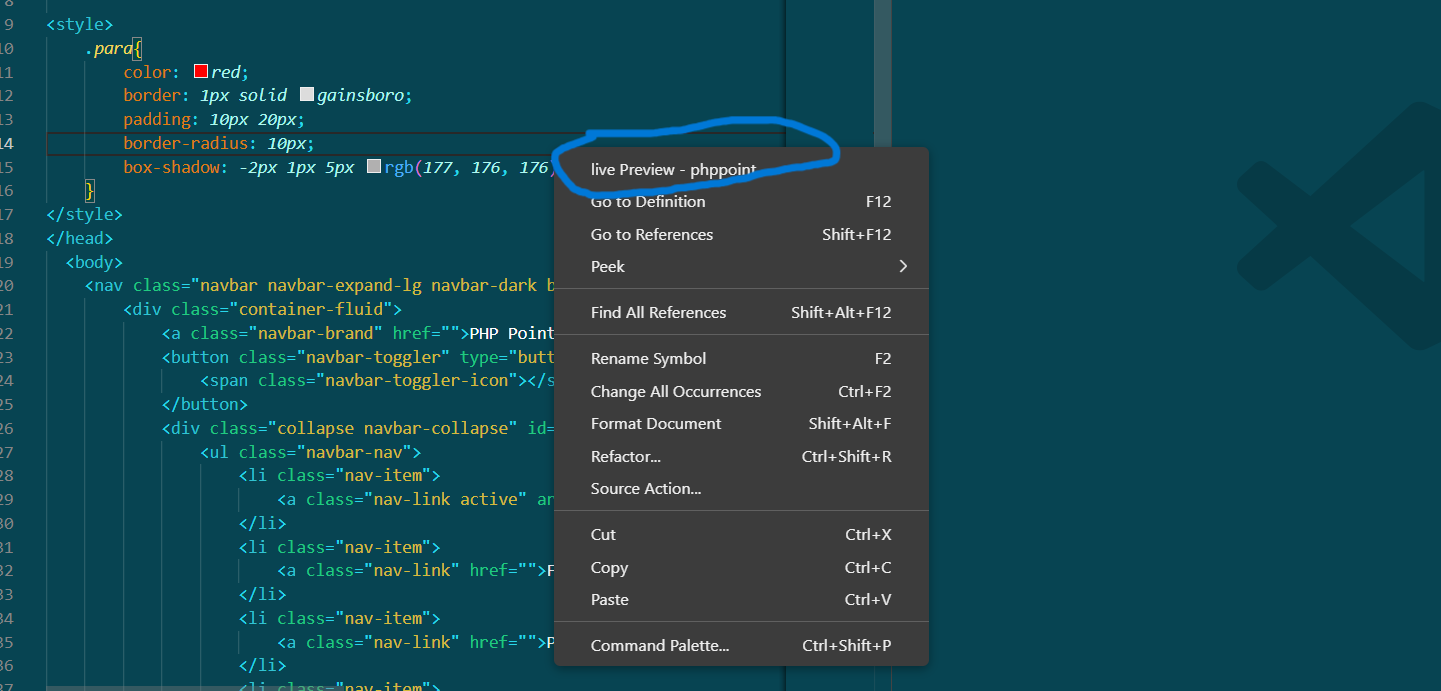 8
9 <style>
10 .para{
11 color: red;
12 border: 1px solid gainsboro;
13 padding: 10px 20px;
14 border-radius: 10px;
15 box-shadow: -2px 1px 5px rgb(177, 176, 176)
16 }
17 </style>
18 </head>
19 <body>
20 <nav class="navbar navbar-expand-lg navbar-dark b
21 <div class="container-fluid">
22 <a class="navbar-brand" href="">PHP Point
23 <button class="navbar-toggler" type="butt
24 <span class="navbar-toggler-icon"></s
25 </button>
26 <div class="collapse navbar-collapse" id=
27 <ul class="navbar-nav">
28 <li class="nav-item">
29 <a class="nav-link active" ar
30 </li>
31 <li class="nav-item">
32 <a class="nav-link" href="">F
33 </li>
34 <li class="nav-item">
35 <a class="nav-link" href="">P
36 </li>
37 <li class="nav-item">
live Preview - phppoint
Go to Definition F12
Go to References Shift+F12
Peek
Find All References Shift+Alt+F12
Rename Symbol F2
Change All Occurrences Ctrl+F2
Format Document Shift+Alt+F
Refactor... Ctrl+Shift+R
Source Action...
Cut Ctrl+X
Copy Ctrl+C
Paste Ctrl+V
Command Palette... Ctrl+Shift+P